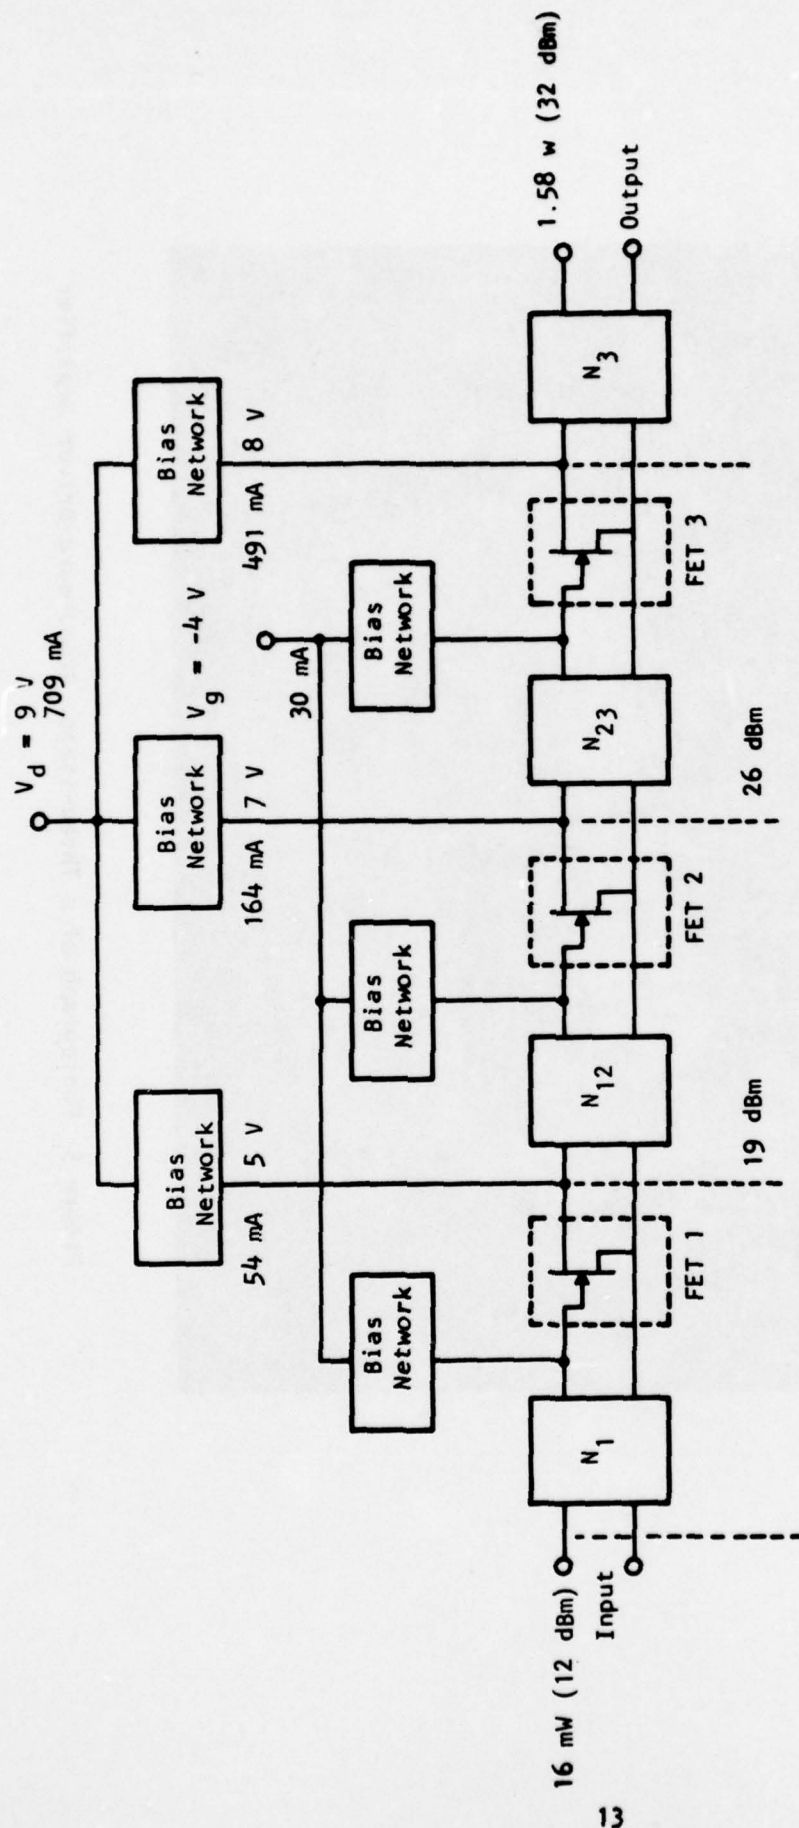 V_d = 9 V
709 mA
Bias
Network
Bias
Network
Bias
Network
54 mA
5 V
164 mA
7 V
V_g = -4 V
491 mA
8 V
30 mA
Bias
Network
Bias
Network
Bias
Network
16 mW (12 dBm)
Input
N_1
FET 1
N_12
FET 2
N_23
FET 3
N_3
1.58 w (32 dBm)
Output
19 dBm
26 dBm
13